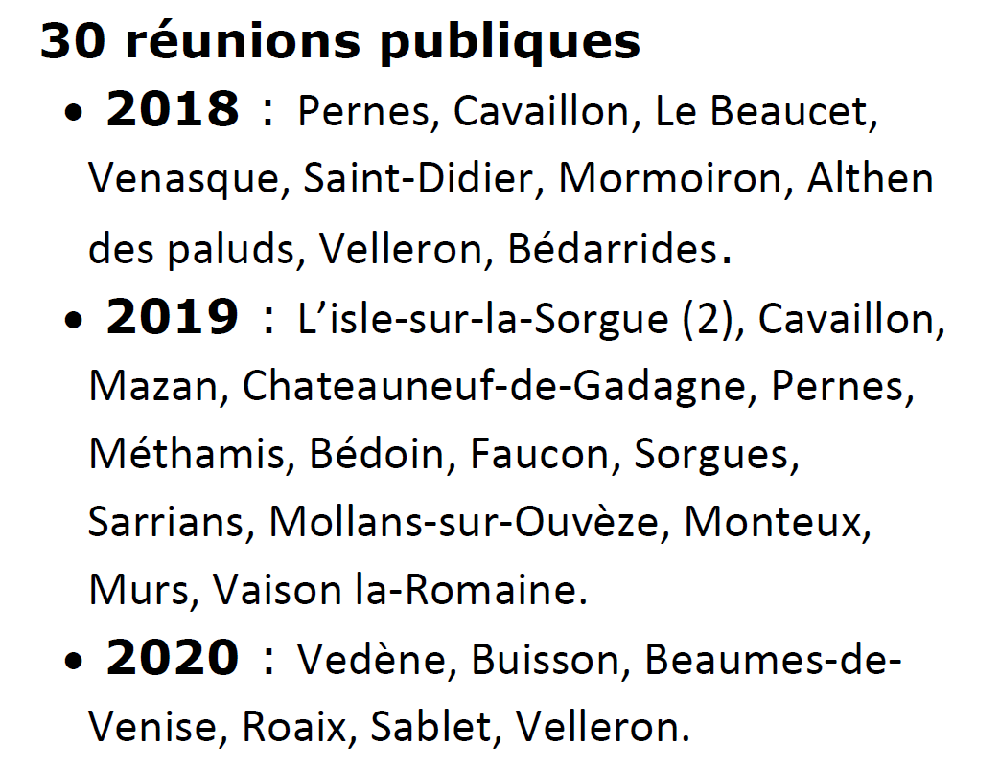 30 réunions publiques
• 2018 : Pernes, Cavaillon, Le Beaucet,
Venasque, Saint-Didier, Mormoiron, Althen
des paluds, Velleron, Bédarrides.
• 2019 : L’isle-sur-la-Sorgue (2), Cavaillon,
Mazan, Chateauneuf-de-Gadagne, Pernes,
Méthamis, Bédoin, Faucon, Sorgues,
Sarrians, Mollans-sur-Ouvèze, Monteux,
Murs, Vaison la-Romaine.
• 2020 : Vedène, Buisson, Beaumes-de-
Venise, Roaix, Sablet, Velleron.